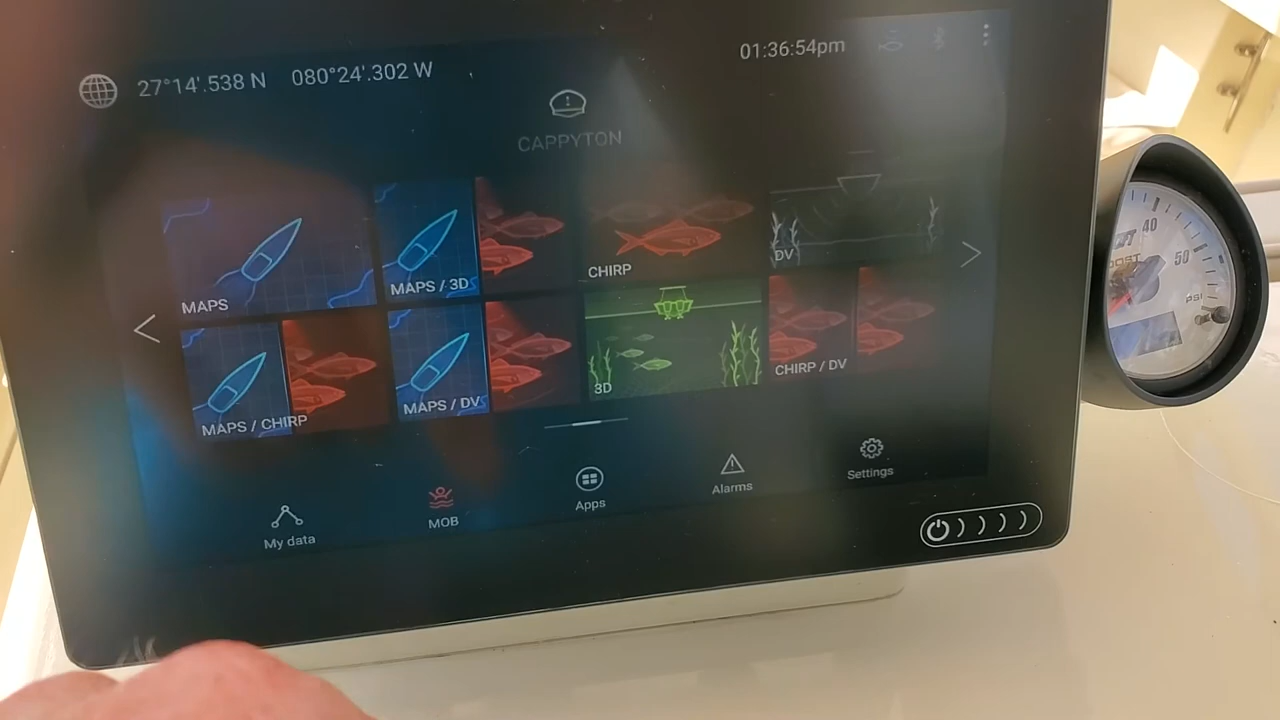 27°14'.538 N 080°24'.302 W
01:36:54pm
CAPPYTON
MAPS
MAPS / 3D
CHIRP
DV
MAPS / CHIRP
MAPS / DV
3D
CHIRP / DV
My data
MOB
Apps
Alarms
Settings
40
50